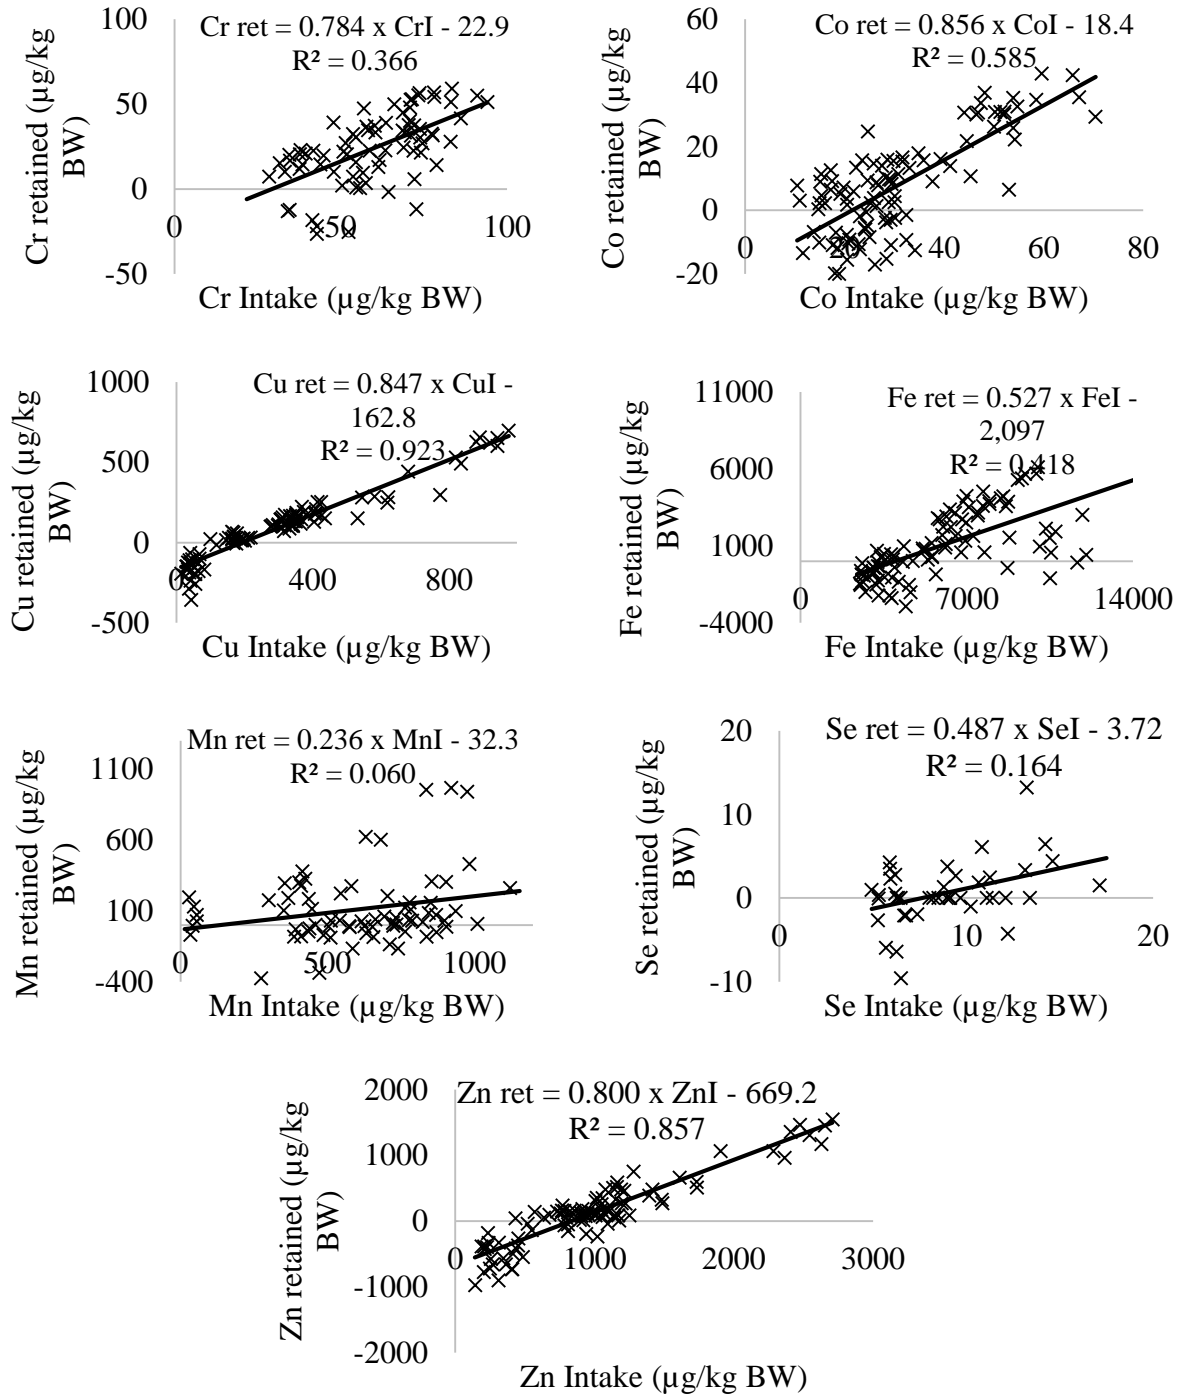 Cr ret = 0.784 x CrI - 22.9
R² = 0.366
100
50
0
-50
0
50
100
Cr retained (µg/kg
BW)
Cr Intake (µg/kg BW)
Co ret = 0.856 x CoI - 18.4
R² = 0.585
60
40
20
0
-20
0
20
40
60
80
Co retained (µg/kg
BW)
Co Intake (µg/kg BW)
Cu ret = 0.847 x CuI -
162.8
R² = 0.923
1000
500
0
-500
0
400
800
Cu retained (µg/kg
BW)
Cu Intake (µg/kg BW)
Fe ret = 0.527 x FeI -
2,097
R² = 0.418
11000
6000
1000
-4000
0
7000
14000
Fe retained (µg/kg
BW)
Fe Intake (µg/kg BW)
Mn ret = 0.236 x MnI - 32.3
R² = 0.060
1100
600
100
-400
0
500
1000
Mn retained (µg/kg
BW)
Mn Intake (µg/kg BW)
Se ret = 0.487 x SeI - 3.72
R² = 0.164
20
10
0
-10
0
10
20
Se retained (µg/kg
BW)
Se Intake (µg/kg BW)
Zn ret = 0.800 x ZnI - 669.2
R² = 0.857
2000
1000
0
-1000
-2000
0
1000
2000
3000
Zn retained (µg/kg
BW)
Zn Intake (µg/kg BW)